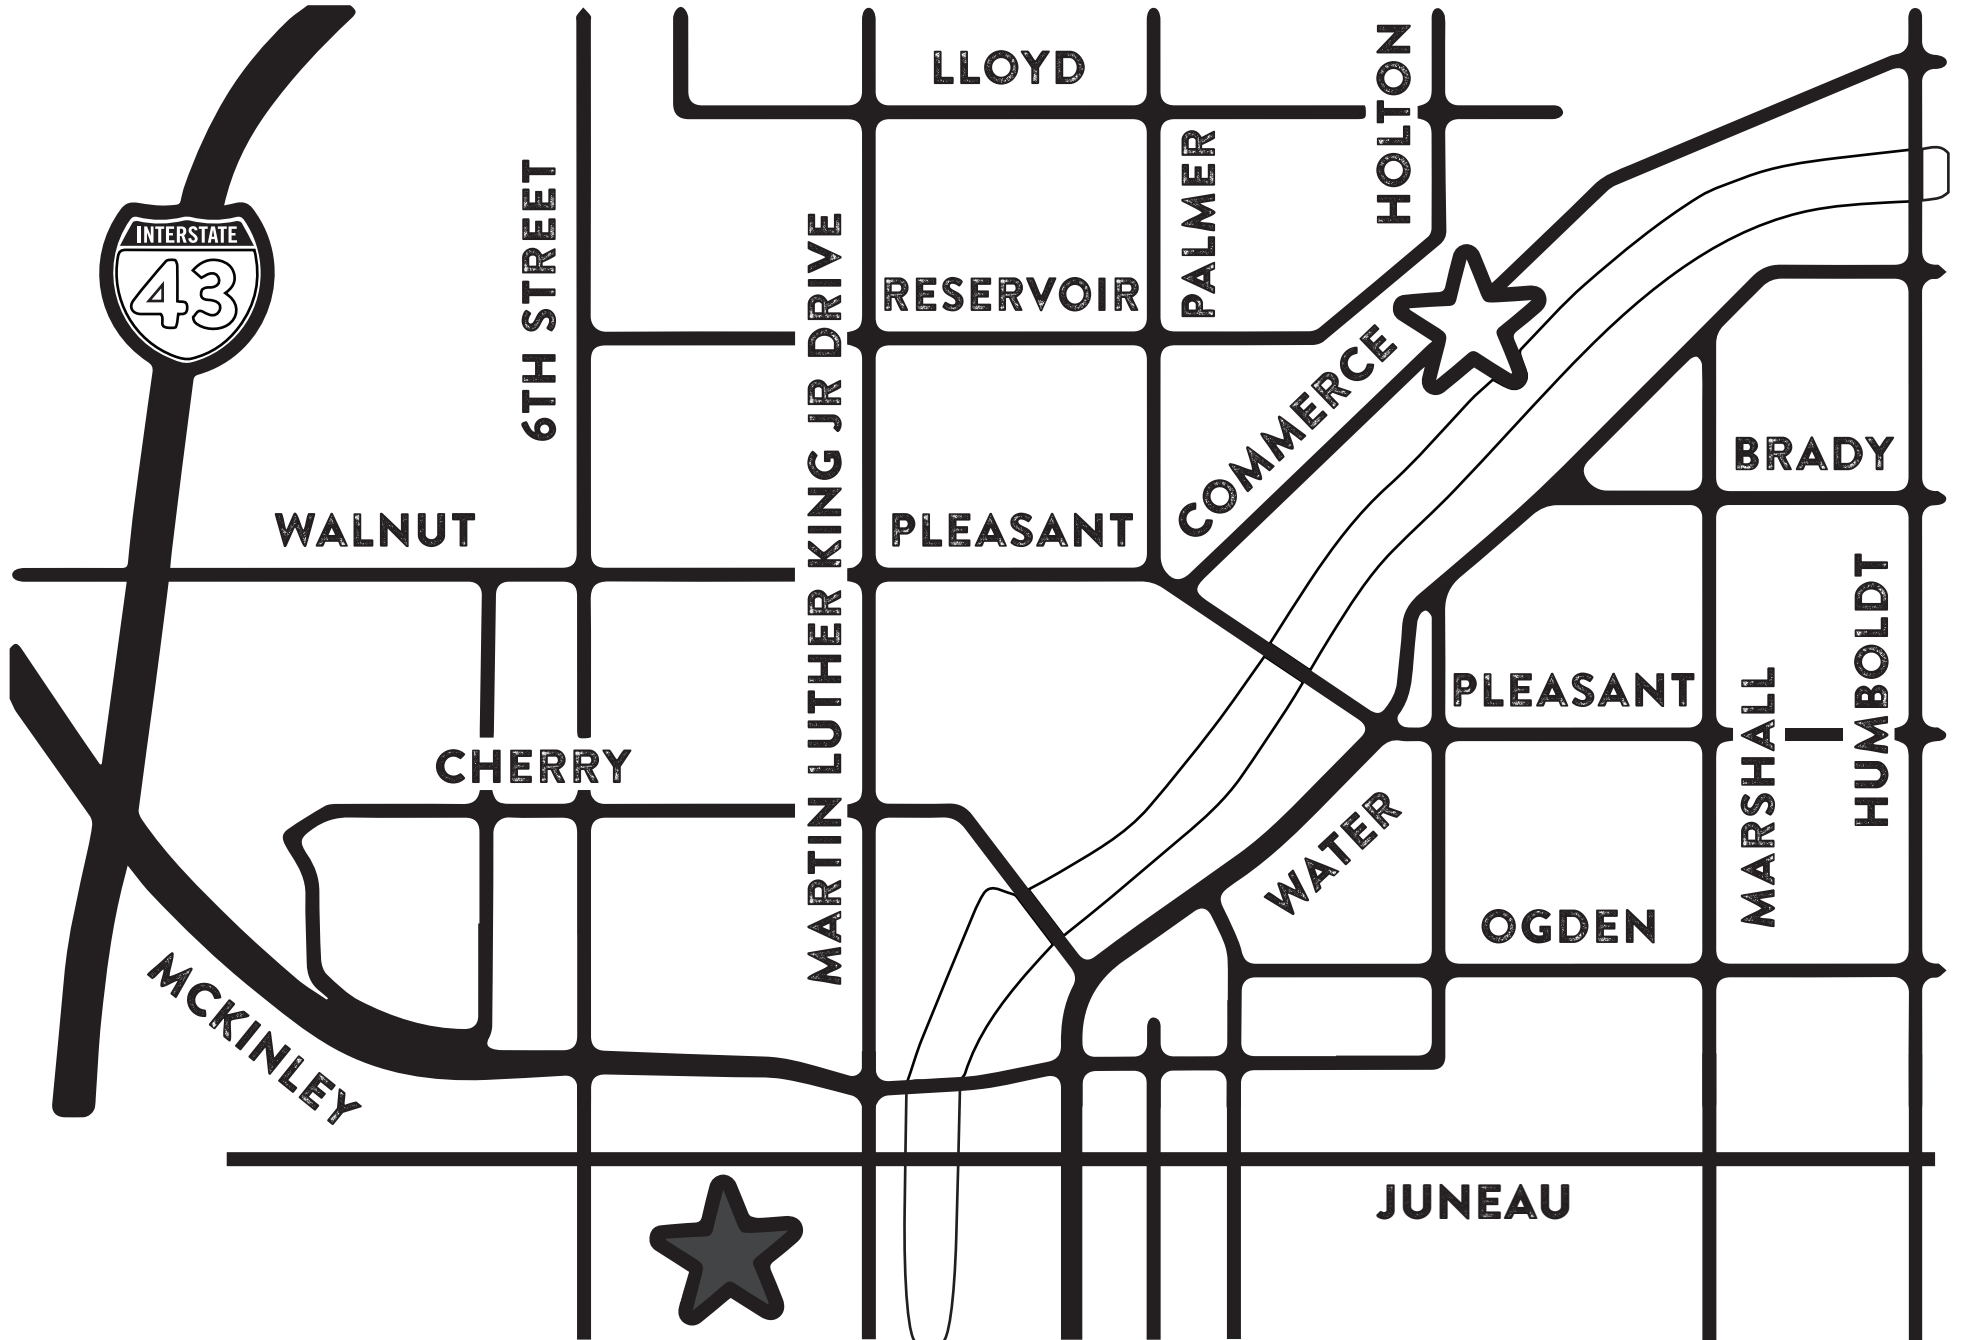 LLOYD
HOLTON
PALMER
INTERSTATE
43
6TH STREET
MARTIN LUTHER KING JR DRIVE
RESERVOIR
COMMERCE
BRADY
WALNUT
PLEASANT
HUMBOLDT
PLEASANT
MARSHALL
CHERRY
WATER
OGDEN
MCKINLEY
JUNEAU